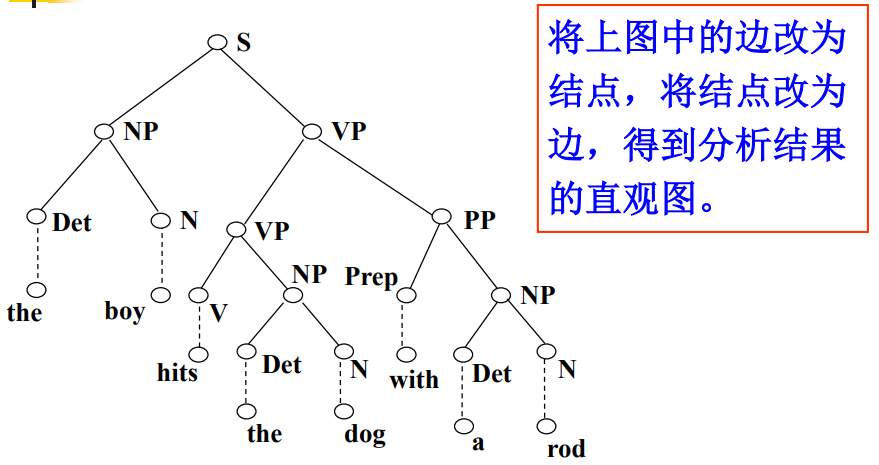 S
将上图中的边改为
结点，将结点改为
边，得到分析结果
的直观图。
NP
VP
Det
N
VP
PP
NP
Prep
NP
the
boy
V
hits
Det
N
with
Det
N
the
dog
a
rod